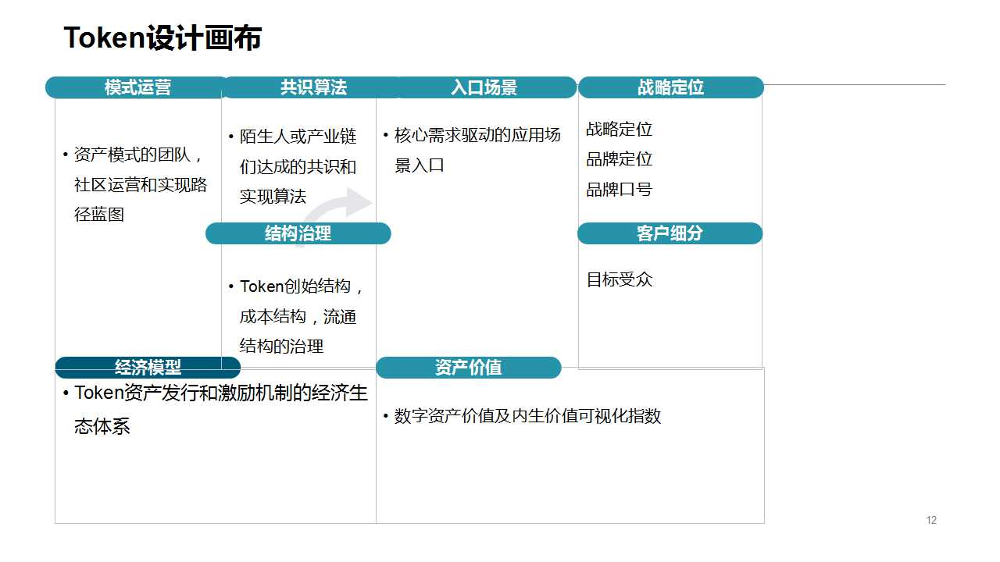 Token设计画布
模式运营
• 资产模式的团队，
社区运营和实现路
径蓝图
共识算法
• 陌生人或产业链
们达成的共识和
实现算法
结构治理
• Token创始结构，
成本结构，流通
结构的治理
入口场景
• 核心需求驱动的应用场
景入口
战略定位
战略定位
品牌定位
品牌口号
客户细分
目标受众
经济模型
• Token资产发行和激励机制的经济生
态体系
资产价值
• 数字资产价值及内生价值可视化指数
12